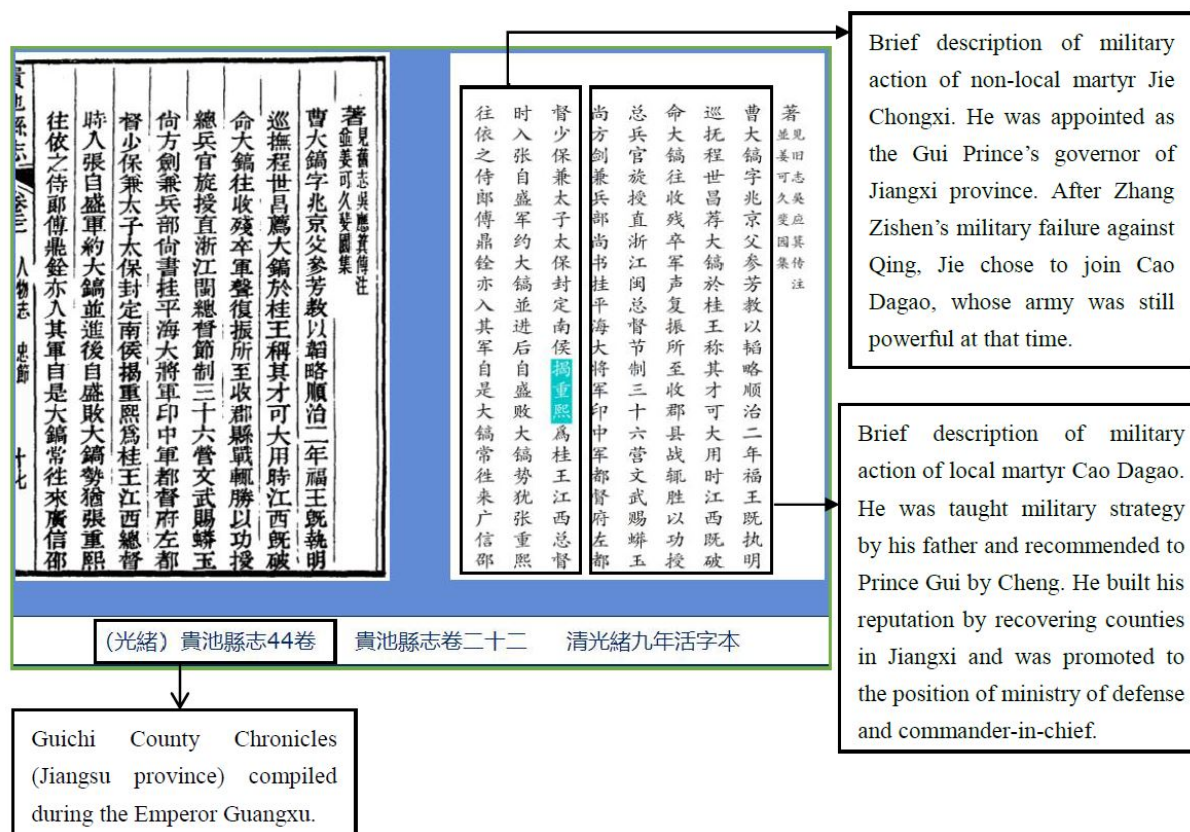 著
見舊志吳應箕傳注
並姜可久斐園集
曹大鎬字兆京父參芳教以韜略順治二年福王旣執明
巡撫程世昌薦大鎬於桂王稱其才可大用時江西旣破
命大鎬往收殘卒軍聲復振所至收郡縣戰輒勝以功授
總兵官旋授直浙江閩總督節制三十六營文武賜蟒玉
尙方劍兼兵部尙書挂平海大將軍印中軍都督府左都
督少保兼太子太保封定南侯揭重熙爲桂王江西總督
時入張自盛軍約大鎬並進後自盛敗大鎬勢猶張重熙
往依之侍郎傅鼎銓亦入其軍自是大鎬常往來廣信邵
人物志 忠節 十七
著
見旧志吳应箕传注
並姜可久斐园集
曹大鎬字兆京父参芳教以韬略顺治二年福王既执明
巡抚程世昌荐大鎬於桂王称其才可大用时江西既破
命大鎬往收残卒军声复振所至收郡县战辄胜以功授
总兵官旋授直浙江闽总督节制三十六营文武赐蟒玉
尚方剑兼兵部尚书挂平海大将军印中军都督府左都
督少保兼太子太保封定南侯揭重熙爲桂王江西总督
时入张自盛军约大鎬並进后自盛败大鎬势犹张重熙
往依之侍郎傅鼎铨亦入其军自是大鎬常徃来广信邵
(光緒）貴池縣志44卷 貴池縣志卷二十二 清光緒九年活字本
Brief description of military
action of non-local martyr Jie
Chongxi. He was appointed as
the Gui Prince’s governor of
Jiangxi province. After Zhang
Zishen’s military failure against
Qing, Jie chose to join Cao
Dagao, whose army was still
powerful at that time.
Brief description of military
action of local martyr Cao Dagao.
He was taught military strategy
by his father and recommended to
Prince Gui by Cheng. He built his
reputation by recovering counties
in Jiangxi and was promoted to
the position of ministry of defense
and commander-in-chief.
Guichi County Chronicles
(Jiangsu province) compiled
during the Emperor Guangxu.